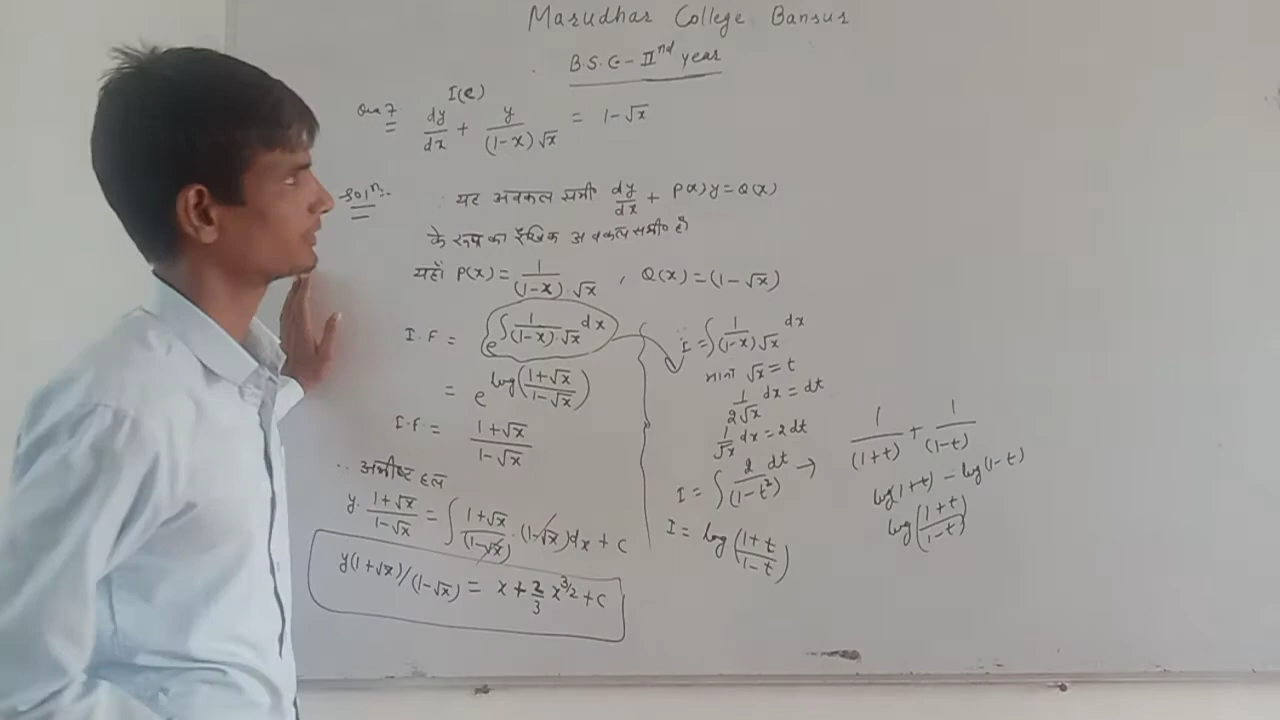 Marudhar College Bansur
B.S.C - II nd year
Que 7 I(e)
dy/dx + y/((1-x)√x) = 1-√x
Sol n:- यह अवकल समी dy/dx + P(x)y = Q(x)
के रूप का रैखिक अवकल समी० है
यहाँ P(x) = 1/((1-x).√x) , Q(x) = (1-√x)
I.F = e^(∫ 1/((1-x).√x) dx)
= e^(log((1+√x)/(1-√x)))
I.F = (1+√x)/(1-√x)
∴ अभीष्ट हल
y. (1+√x)/(1-√x) = ∫ (1+√x)/(1-√x) . (1-√x) dx + c
y(1+√x)/(1-√x) = x + 2/3 x^(3/2) + c
I = ∫ 1/((1-x)√x) dx
माना √x = t
1/(2√x) dx = dt
1/√x dx = 2dt
I = ∫ 2 dt/(1-t²) →
I = log((1+t)/(1-t))
1/(1+t) + 1/(1-t)
log(1+t) - log(1-t)
log((1+t)/(1-t))